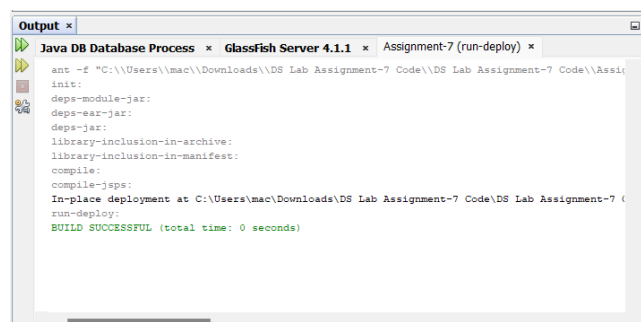 Output ×
Java DB Database Process × GlassFish Server 4.1.1 × Assignment-7 (run-deploy) ×
ant -f "C:\\Users\\mac\\Downloads\\DS Lab Assignment-7 Code\\DS Lab Assignment-7 Code\\Assig
init:
deps-module-jar:
deps-ear-jar:
deps-jar:
library-inclusion-in-archive:
library-inclusion-in-manifest:
compile:
compile-jsps:
In-place deployment at C:\Users\mac\Downloads\DS Lab Assignment-7 Code\DS Lab Assignment-7
run-deploy:
BUILD SUCCESSFUL (total time: 0 seconds)